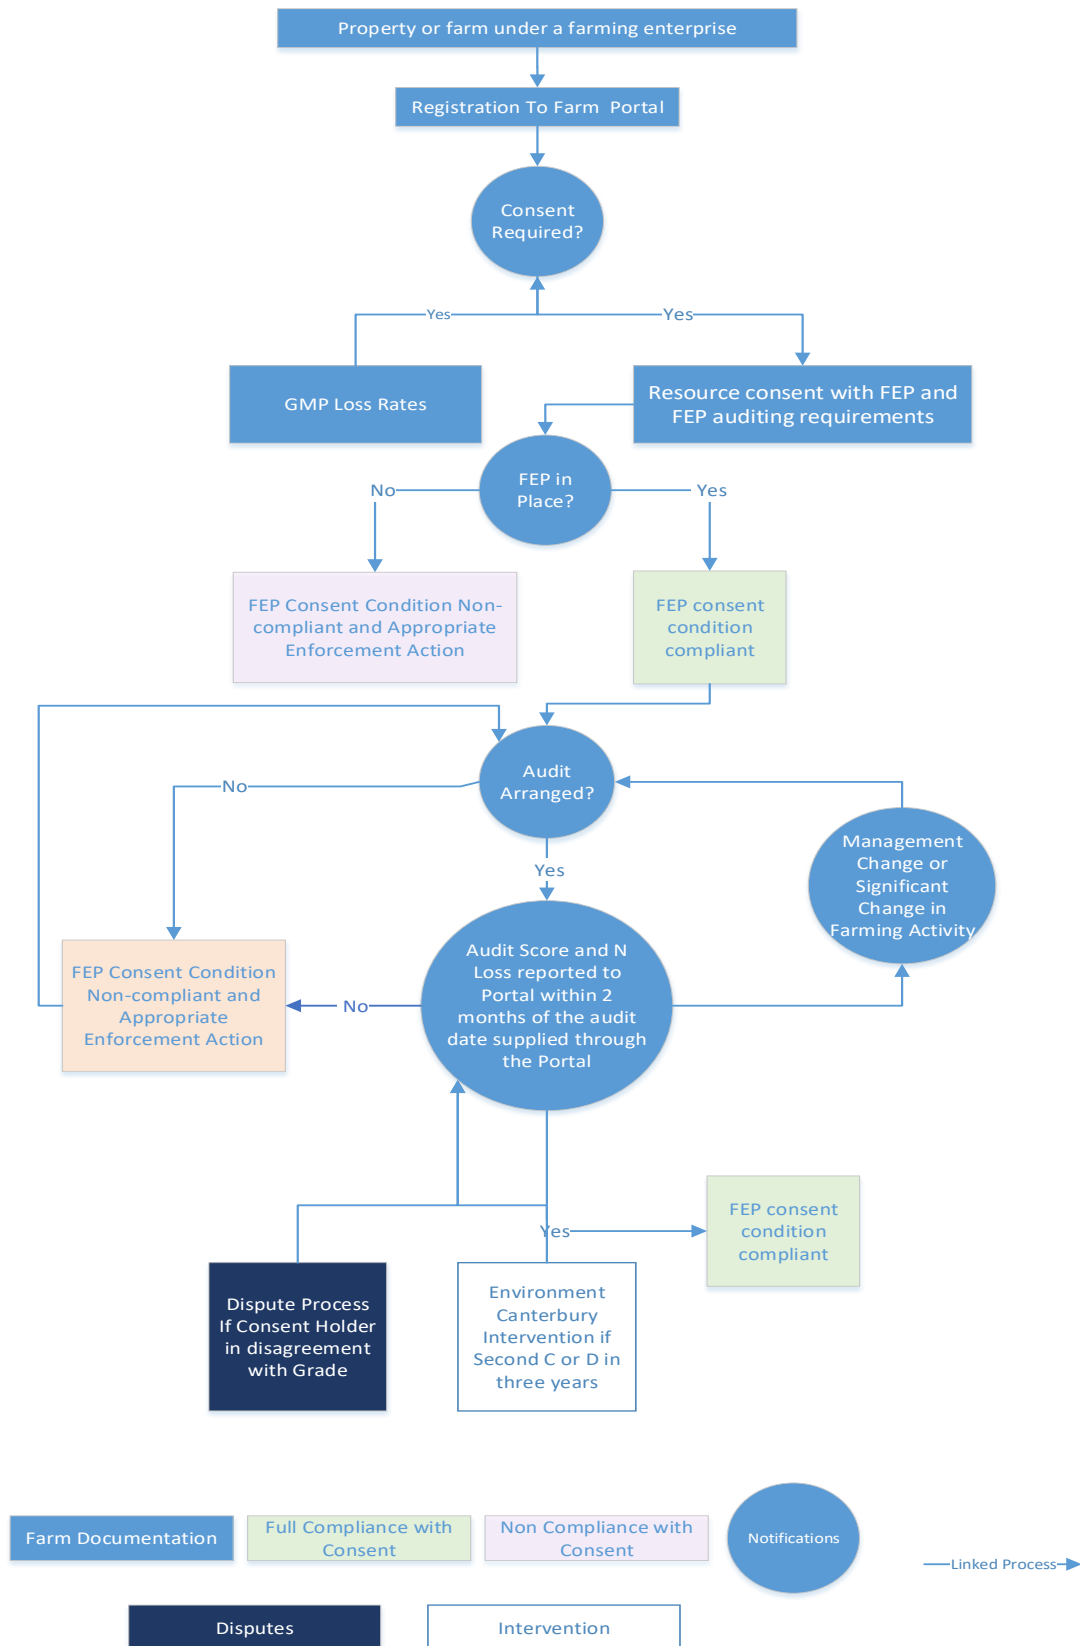 Property or farm under a farming enterprise
Registration To Farm Portal
Consent
Required?
Yes
Yes
GMP Loss Rates
Resource consent with FEP and
FEP auditing requirements
FEP in
Place?
No
Yes
FEP Consent Condition Non-
compliant and Appropriate
Enforcement Action
FEP consent
condition
compliant
Audit
Arranged?
No
Yes
Management
Change or
Significant
Change in
Farming Activity
Audit Score and N
Loss reported to
Portal within 2
months of the audit
date supplied through
the Portal
FEP Consent Condition
Non-compliant and
Appropriate
Enforcement Action
No
FEP consent
condition
compliant
Yes
Dispute Process
If Consent Holder
in disagreement
with Grade
Environment
Canterbury
Intervention if
Second C or D in
three years
Farm Documentation
Full Compliance with
Consent
Non Compliance with
Consent
Notifications
Linked Process
Disputes
Intervention